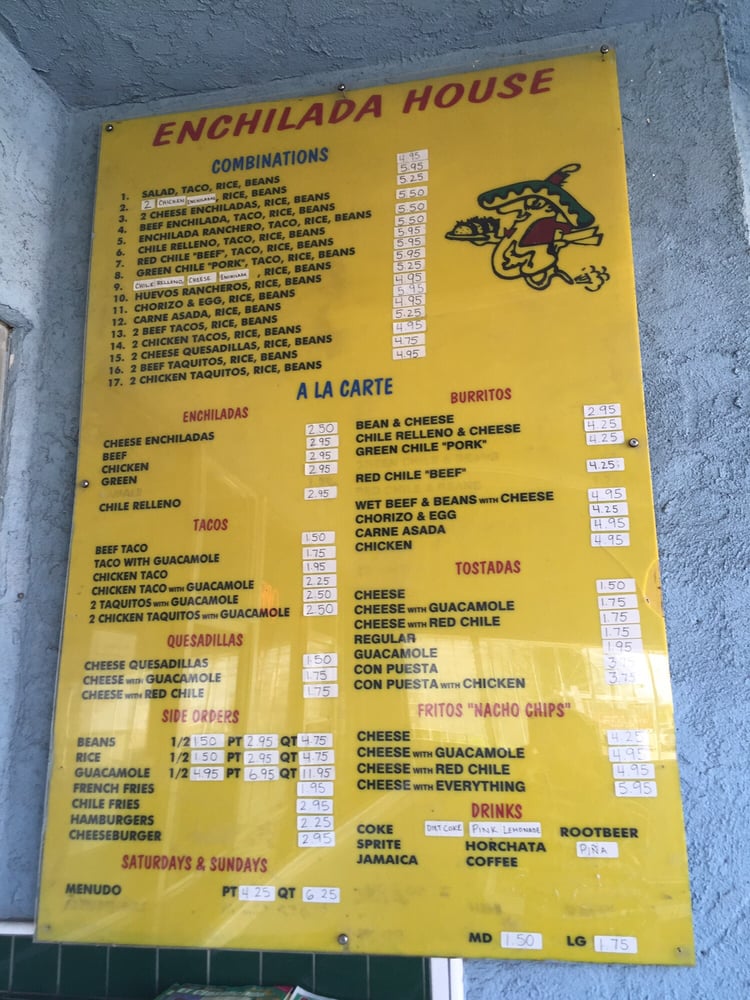 ENCHILADA HOUSE
COMBINATIONS
1. SALAD, TACO, RICE, BEANS 4.95
2. 2 CHICKEN ENCHILADAS, RICE, BEANS 5.95
3. 2 CHEESE ENCHILADAS, RICE, BEANS 5.25
4. BEEF ENCHILADA, TACO, RICE, BEANS 5.50
5. ENCHILADA RANCHERO, TACO, RICE, BEANS 5.50
6. CHILE RELLENO, TACO, RICE, BEANS 5.50
7. RED CHILE "BEEF", TACO, RICE, BEANS 5.95
8. GREEN CHILE "PORK", TACO, RICE, BEANS 5.95
9. CHILE RELLENO, CHEESE ENCHILADA, RICE, BEANS 5.95
10. HUEVOS RANCHEROS, RICE, BEANS 5.25
11. CHORIZO & EGG, RICE, BEANS 4.95
12. CARNE ASADA, RICE, BEANS 5.95
13. 2 BEEF TACOS, RICE, BEANS 4.95
14. 2 CHICKEN TACOS, RICE, BEANS 5.25
15. 2 CHEESE QUESADILLAS, RICE, BEANS 4.95
16. 2 BEEF TAQUITOS, RICE, BEANS 4.75
17. 2 CHICKEN TAQUITOS, RICE, BEANS 4.95
A LA CARTE
ENCHILADAS
CHEESE ENCHILADAS 2.50
BEEF 2.95
CHICKEN 2.95
GREEN 2.95
CHILE RELLENO 2.95
TACOS
BEEF TACO 1.50
TACO WITH GUACAMOLE 1.75
CHICKEN TACO 1.95
CHICKEN TACO WITH GUACAMOLE 2.25
2 TAQUITOS WITH GUACAMOLE 2.50
2 CHICKEN TAQUITOS WITH GUACAMOLE 2.50
QUESADILLAS
CHEESE QUESADILLAS 1.50
CHEESE WITH GUACAMOLE 1.75
CHEESE WITH RED CHILE 1.75
SIDE ORDERS
BEANS 1/2 1.50 PT 2.95 QT 4.75
RICE 1/2 1.50 PT 2.95 QT 4.75
GUACAMOLE 1/2 4.95 PT 6.95 QT 11.95
FRENCH FRIES 1.95
CHILE FRIES 2.95
HAMBURGERS 2.25
CHEESEBURGER 2.95
SATURDAYS & SUNDAYS
MENUDO PT 4.25 QT 6.25
BURRITOS
BEAN & CHEESE 2.95
CHILE RELLENO & CHEESE 4.25
GREEN CHILE "PORK" 4.25
RED CHILE "BEEF" 4.25
WET BEEF & BEANS WITH CHEESE 4.95
CHORIZO & EGG 4.25
CARNE ASADA 4.95
CHICKEN 4.95
TOSTADAS
CHEESE 1.50
CHEESE WITH GUACAMOLE 1.75
CHEESE WITH RED CHILE 1.75
REGULAR 1.75
GUACAMOLE 1.95
CON PUESTA
CON PUESTA WITH CHICKEN 3.75
FRITOS "NACHO CHIPS"
CHEESE 4.25
CHEESE WITH GUACAMOLE 4.95
CHEESE WITH RED CHILE 4.95
CHEESE WITH EVERYTHING 5.95
DRINKS
COKE DIET COKE PINK LEMONADE ROOTBEER
SPRITE HORCHATA PIÑA
JAMAICA COFFEE
MD 1.50 LG 1.75